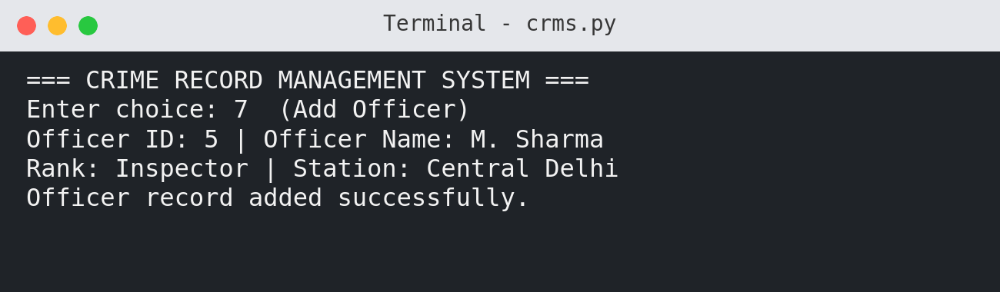 Terminal - crms.py
=== CRIME RECORD MANAGEMENT SYSTEM ===
Enter choice: 7  (Add Officer)
Officer ID: 5 | Officer Name: M. Sharma
Rank: Inspector | Station: Central Delhi
Officer record added successfully.